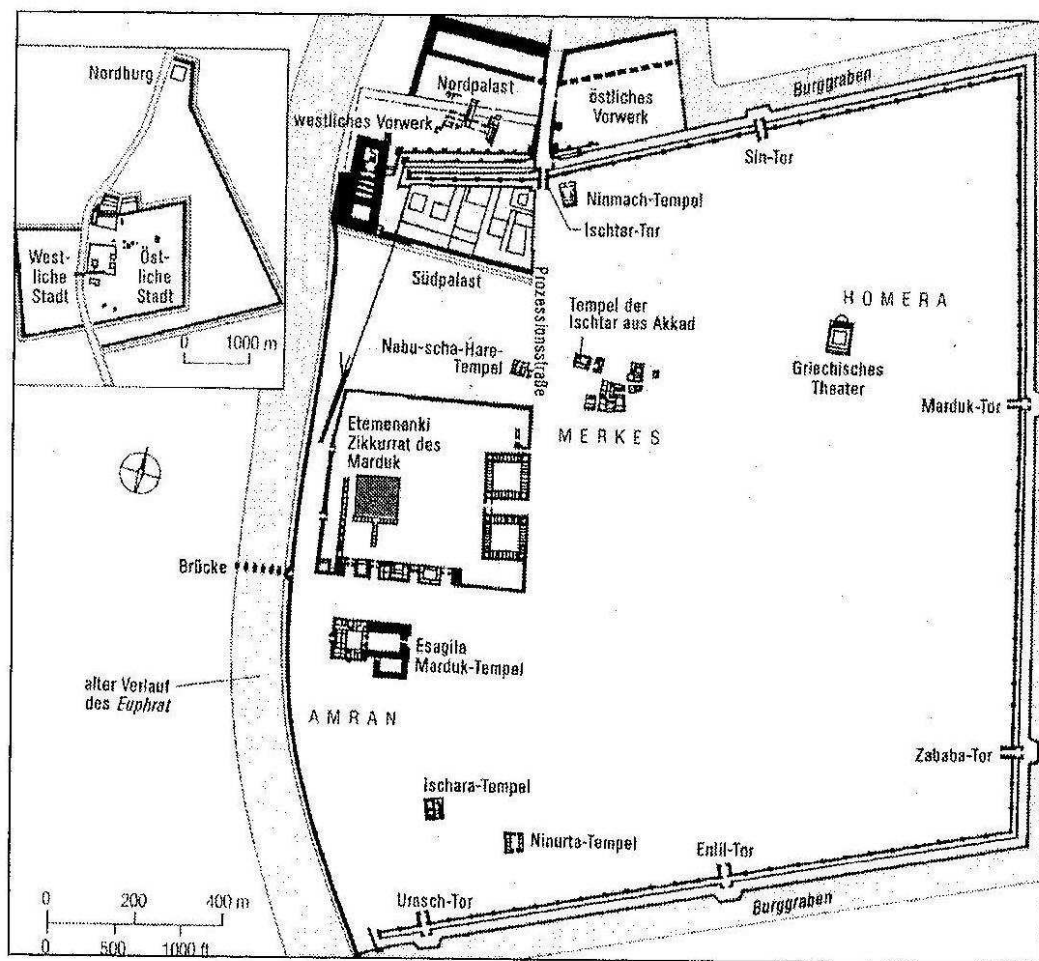 Nordburg
West-
liche
Stadt
Öst-
liche
Stadt
0 1000 m
Nordpalast
westliches Vorwerk
östliches
Vorwerk
Burggraben
Sin-Tor
Ninmach-Tempel
Ischtar-Tor
Südpalast
Prozessionsstraße
Tempel der
Ischtar aus Akkad
HOMERA
Nabu-scha-Hare-
Tempel
Griechisches
Theater
Marduk-Tor
MERKES
Etemenanki
Zikkurrat des
Marduk
Brücke
Esagila
Marduk-Tempel
alter Verlauf
des Euphrat
AMRAN
Zababa-Tor
Ischara-Tempel
Ninurta-Tempel
Enlil-Tor
Urasch-Tor
Burggraben
0 200 400 m
0 500 1000 ft